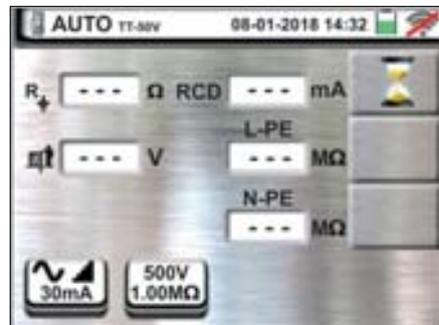 AUTO TT-50V 08-01-2018 14:32
R --- Ω RCD --- mA
L-PE
--- V --- MΩ
N-PE
--- MΩ
30mA
500V
1.00MΩ